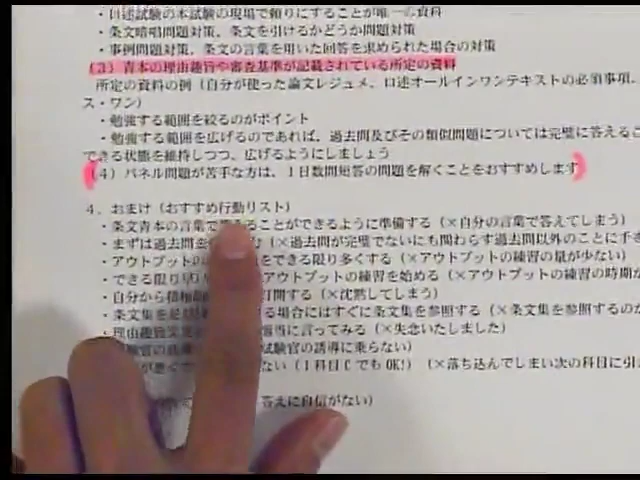 ・口述試験の本試験の現場で頼りにすることが唯一の資料
・条文暗唱問題対策、条文を引けるかどうか問題対策
・事例問題対策、条文の言葉を用いた回答を求められた場合の対策
(3)青本の理由趣旨や審査基準が記載されている所定の資料
所定の資料の例(自分が使った論文レジュメ、口述オールインワンテキストの必須事項、
ス・ワン)
・勉強する範囲を絞るのがポイント
・勉強する範囲を広げるのであれば、過去問及びその類似問題については完璧に答えるこ
できる状態を維持しつつ、広げるようにしましょう
(4)パネル問題が苦手な方は、1日数問短答の問題を解くことをおすすめします
4.おまけ(おすすめ行動リスト)
・条文青本の言葉で ることができるように準備する(×自分の言葉で答えてしまう)
・まずは過去問 (×過去問が完璧でないにも関わらず過去問以外のことに手を
・アウトプット をできる限り多くする(×アウトプットの練習の量が少ない)
・できる限り アウトプットの練習を始める(×アウトプットの練習の時期が
・自分から積極 打開する(×沈黙してしまう)
・条文集を る場合にはすぐに条文集を参照する(×条文集を参照するのが
・理由趣旨 に言ってみる(×失念いたしました)
験官の 試験官の誘導に乗らない)
が悪く ない(1科目CでもOK!)(×落ち込んでしまい次の科目に引き
答えに自信がない)